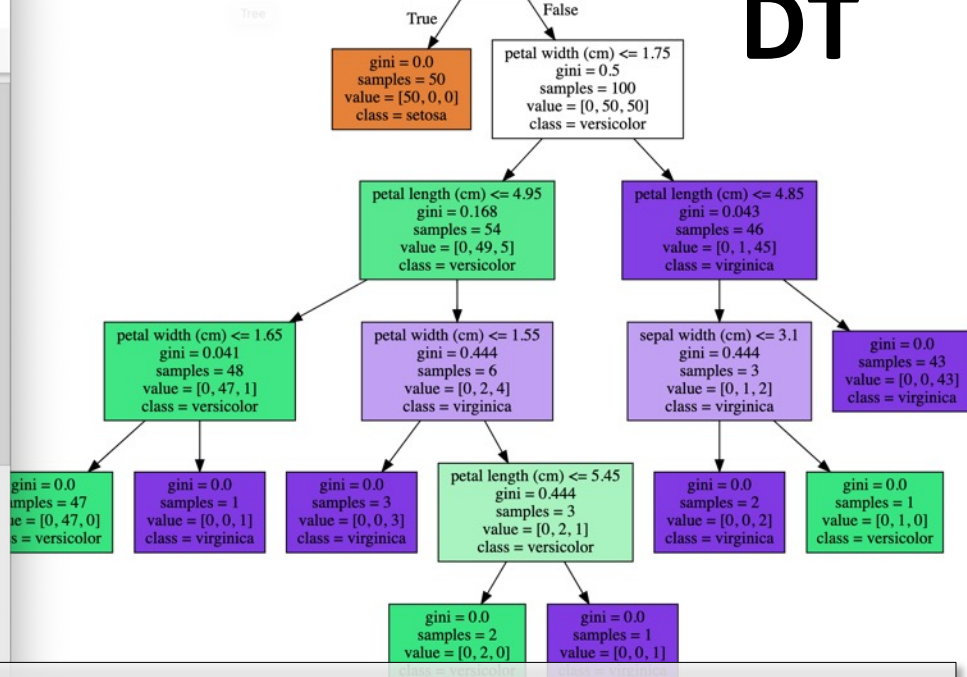 Tree
DT
True
False
gini = 0.0
samples = 50
value = [50, 0, 0]
class = setosa
petal width (cm) <= 1.75
gini = 0.5
samples = 100
value = [0, 50, 50]
class = versicolor
petal length (cm) <= 4.95
gini = 0.168
samples = 54
value = [0, 49, 5]
class = versicolor
petal length (cm) <= 4.85
gini = 0.043
samples = 46
value = [0, 1, 45]
class = virginica
petal width (cm) <= 1.65
gini = 0.041
samples = 48
value = [0, 47, 1]
class = versicolor
petal width (cm) <= 1.55
gini = 0.444
samples = 6
value = [0, 2, 4]
class = virginica
sepal width (cm) <= 3.1
gini = 0.444
samples = 3
value = [0, 1, 2]
class = virginica
gini = 0.0
samples = 43
value = [0, 0, 43]
class = virginica
gini = 0.0
mples = 47
ue = [0, 47, 0]
s = versicolor
gini = 0.0
samples = 1
value = [0, 0, 1]
class = virginica
gini = 0.0
samples = 3
value = [0, 0, 3]
class = virginica
petal length (cm) <= 5.45
gini = 0.444
samples = 3
value = [0, 2, 1]
class = versicolor
gini = 0.0
samples = 2
value = [0, 0, 2]
class = virginica
gini = 0.0
samples = 1
value = [0, 1, 0]
class = versicolor
gini = 0.0
samples = 2
value = [0, 2, 0]
class = versicolor
gini = 0.0
samples = 1
value = [0, 0, 1]
class = virginica